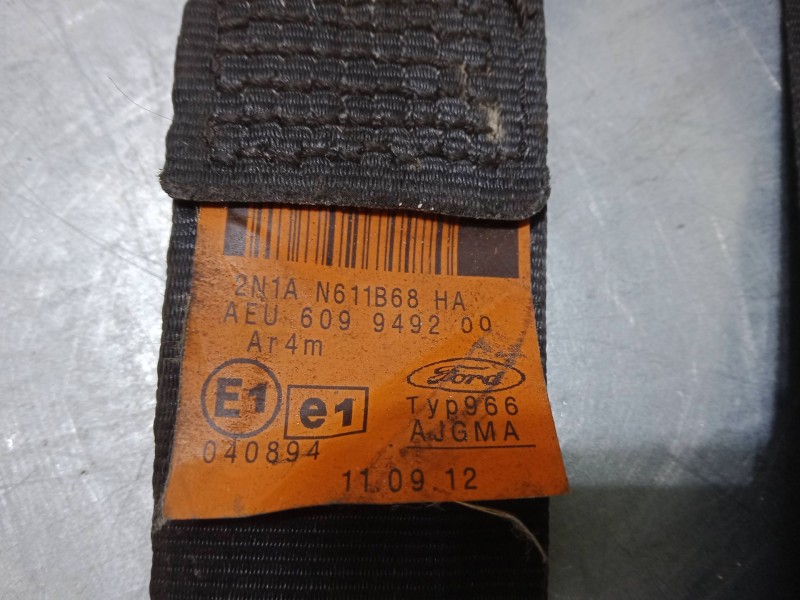 2N1A N611B68 HA
AEU 609 9492 00
Ar4m
E1 e1 Ford
Typ966
040894 AJGMA
11.09.12